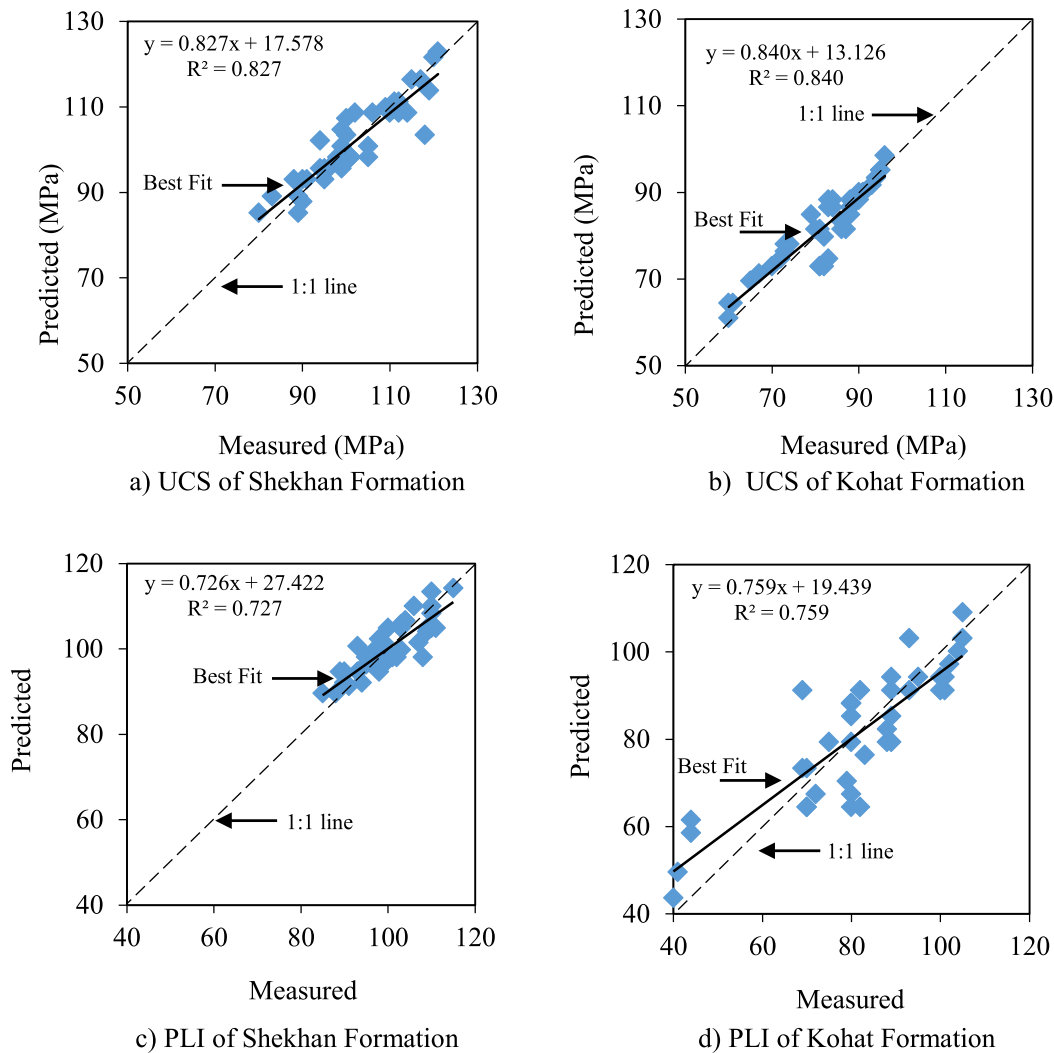 130
110
90
70
50
y = 0.827x + 17.578
R² = 0.827
Best Fit
1:1 line
Predicted (MPa)
50 70 90 110 130
Measured (MPa)
a) UCS of Shekhan Formation
130
110
90
70
50
y = 0.840x + 13.126
R² = 0.840
1:1 line
Best Fit
Predicted (MPa)
50 70 90 110 130
Measured (MPa)
b) UCS of Kohat Formation
120
100
80
60
40
y = 0.726x + 27.422
R² = 0.727
Best Fit
1:1 line
Predicted
40 60 80 100 120
Measured
c) PLI of Shekhan Formation
120
100
80
60
40
y = 0.759x + 19.439
R² = 0.759
Best Fit
1:1 line
Predicted
40 60 80 100 120
Measured
d) PLI of Kohat Formation